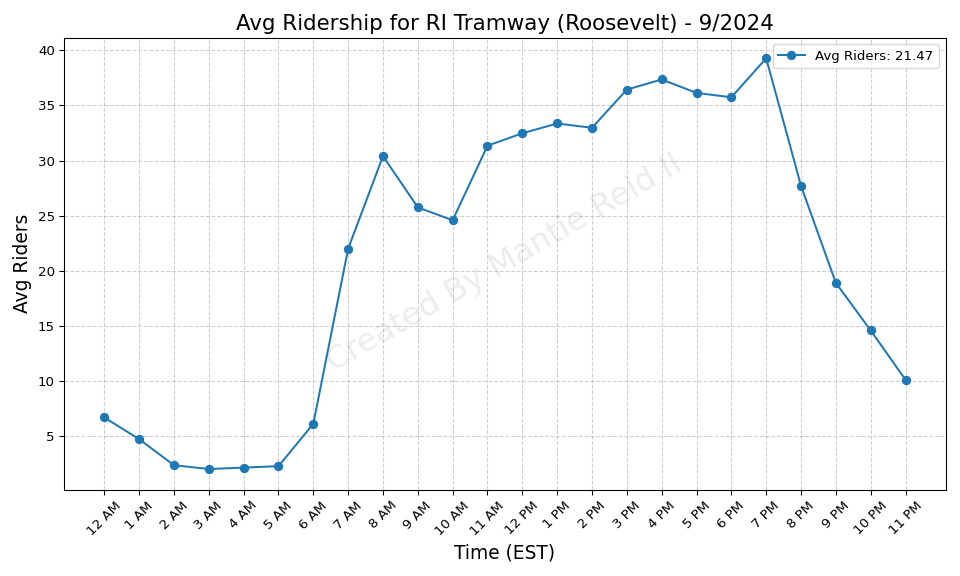 Avg Ridership for RI Tramway (Roosevelt) - 9/2024
Avg Riders: 21.47
40
35
30
25
20
15
10
5
Avg Riders
Created By Mantie Reid II
12 AM
1 AM
2 AM
3 AM
4 AM
5 AM
6 AM
7 AM
8 AM
9 AM
10 AM
11 AM
12 PM
1 PM
2 PM
3 PM
4 PM
5 PM
6 PM
7 PM
8 PM
9 PM
10 PM
11 PM
Time (EST)